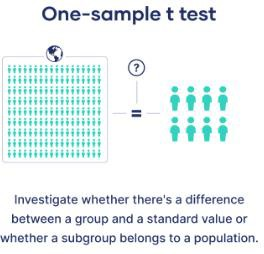 One-sample t test
?
=
Investigate whether there's a difference
between a group and a standard value or
whether a subgroup belongs to a population.